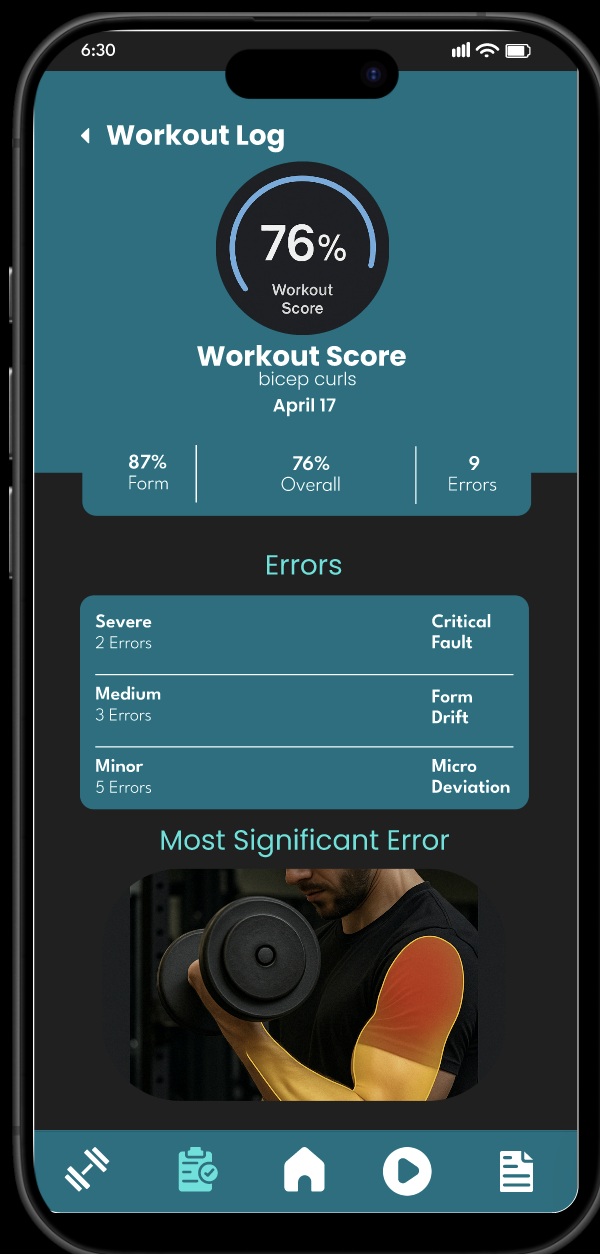 6:30
Workout Log
76%
Workout
Score
Workout Score
bicep curls
April 17
87%
Form
76%
Overall
9
Errors
Errors
Severe
2 Errors
Critical
Fault
Medium
3 Errors
Form
Drift
Minor
5 Errors
Micro
Deviation
Most Significant Error